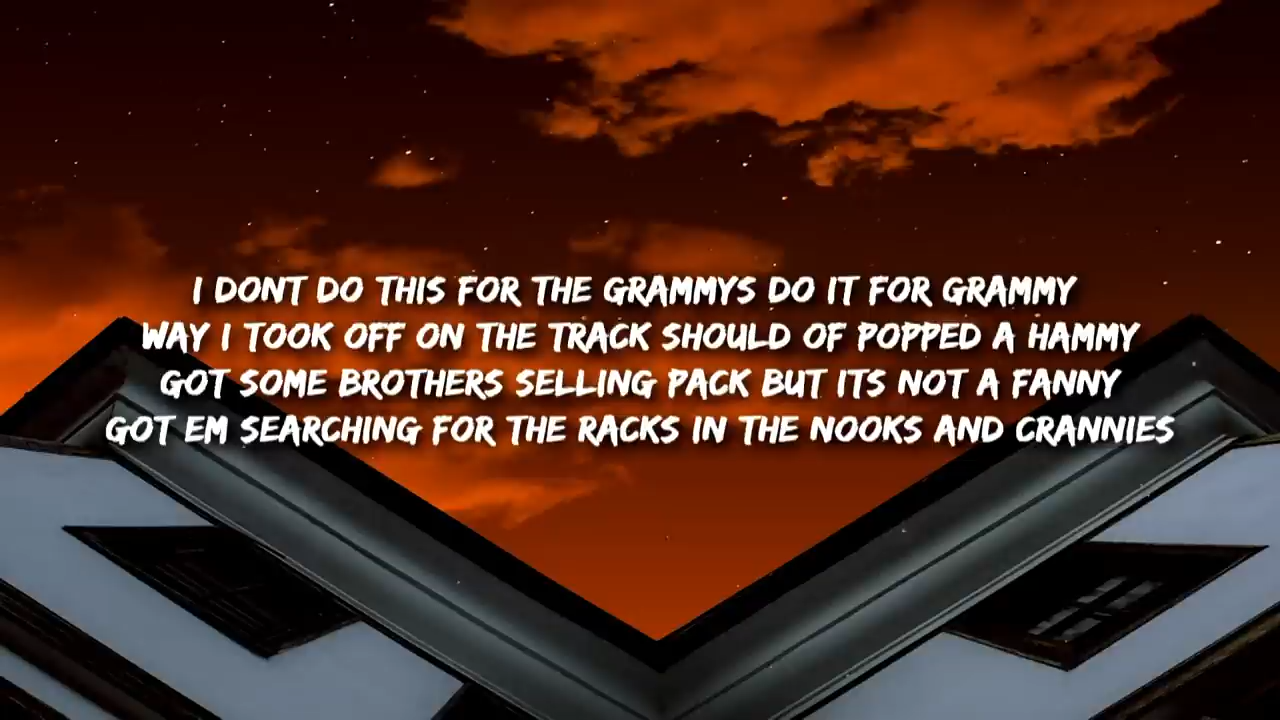 I DONT DO THIS FOR THE GRAMMYS DO IT FOR GRAMMY
WAY I TOOK OFF ON THE TRACK SHOULD OF POPPED A HAMMY
GOT SOME BROTHERS SELLING PACK BUT ITS NOT A FANNY
GOT EM SEARCHING FOR THE RACKS IN THE NOOKS AND CRANNIES